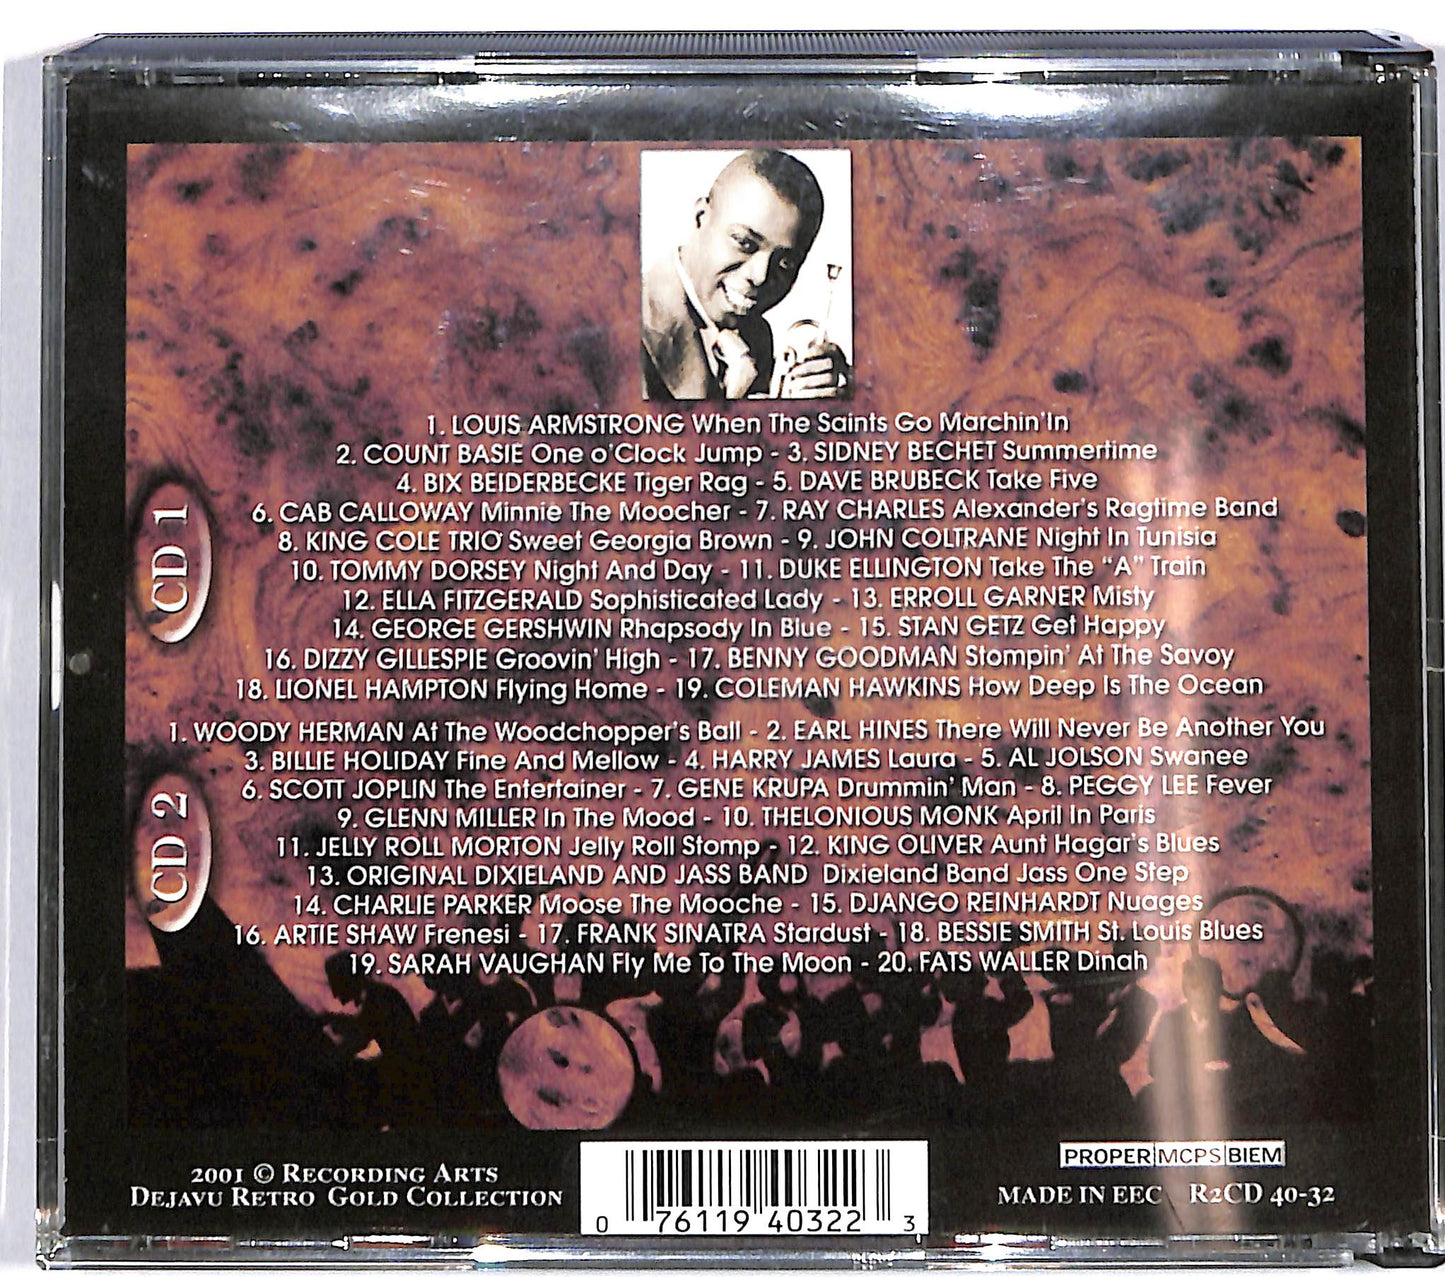 1. LOUIS ARMSTRONG When The Saints Go Marchin' In
2. COUNT BASIE One o'Clock Jump - 3. SIDNEY BECHET Summertime
4. BIX BEIDERBECKE Tiger Rag - 5. DAVE BRUBECK Take Five
6. CAB CALLOWAY Minnie The Moocher - 7. RAY CHARLES Alexander's Ragtime Band
8. KING COLE TRIO Sweet Georgia Brown - 9. JOHN COLTRANE Night In Tunisia
10. TOMMY DORSEY Night And Day - 11. DUKE ELLINGTON Take The "A" Train
12. ELLA FITZGERALD Sophisticated Lady - 13. ERROLL GARNER Misty
14. GEORGE GERSHWIN Rhapsody In Blue - 15. STAN GETZ Get Happy
16. DIZZY GILLESPIE Groovin' High - 17. BENNY GOODMAN Stompin' At The Savoy
18. LIONEL HAMPTON Flying Home - 19. COLEMAN HAWKINS How Deep Is The Ocean
CD 1
1. WOODY HERMAN At The Woodchopper's Ball - 2. EARL HINES There Will Never Be Another You
3. BILLIE HOLIDAY Fine And Mellow - 4. HARRY JAMES Laura - 5. AL JOLSON Swanee
6. SCOTT JOPLIN The Entertainer - 7. GENE KRUPA Drummin' Man - 8. PEGGY LEE Fever
9. GLENN MILLER In The Mood - 10. THELONIOUS MONK April In Paris
11. JELLY ROLL MORTON Jelly Roll Stomp - 12. KING OLIVER Aunt Hagar's Blues
13. ORIGINAL DIXIELAND AND JASS BAND Dixieland Band Jass One Step
14. CHARLIE PARKER Moose The Mooche - 15. DJANGO REINHARDT Nuages
16. ARTIE SHAW Frenesi - 17. FRANK SINATRA Stardust - 18. BESSIE SMITH St. Louis Blues
19. SARAH VAUGHAN Fly Me To The Moon - 20. FATS WALLER Dinah
CD 2
2001 © RECORDING ARTS
DEJAVU RETRO GOLD COLLECTION
0 76119 40322 3
PROPER MCPS BIEM
MADE IN EEC R2CD 40-32